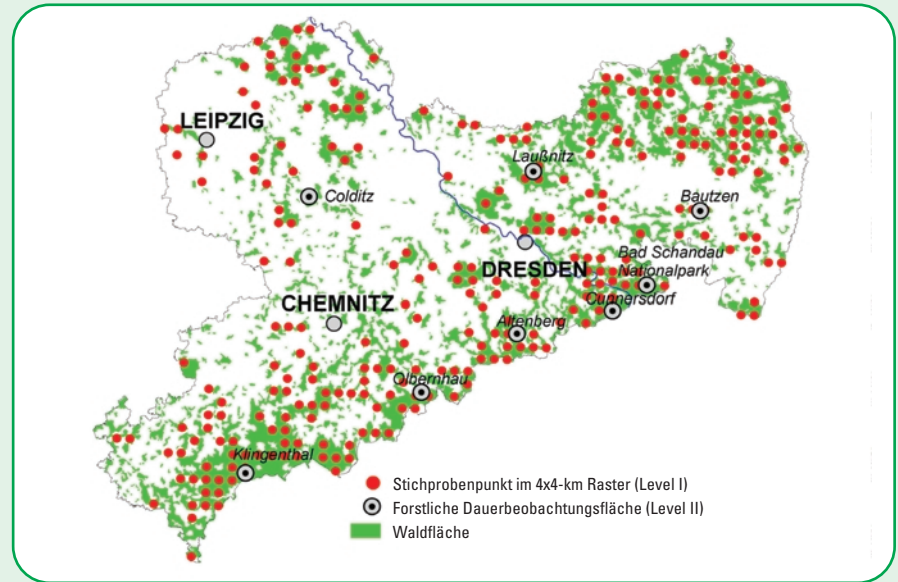 LEIPZIG
Laußnitz
Colditz
Bautzen
DRESDEN
Bad Schandau
Nationalpark
Cunnersdorf
CHEMNITZ
Altenberg
Olbernhau
Klingenthal
Stichprobenpunkt im 4x4-km Raster (Level I)
Forstliche Dauerbeobachtungsfläche (Level II)
Waldfläche